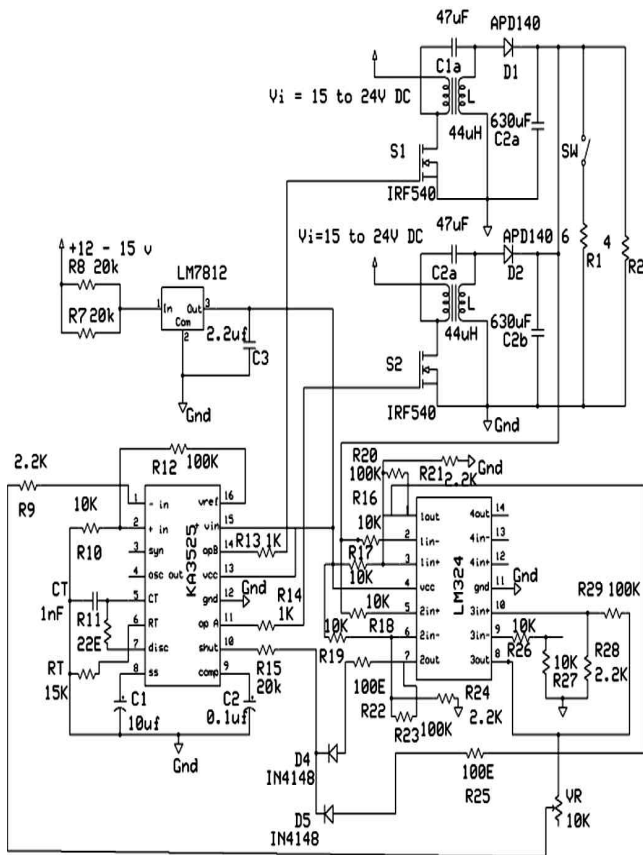 47uF
APD140
C1a
D1
Vi = 15 to 24V DC
L
44uH
630uF
C2a
SW
S1
IRF540
47uF
Vi=15 to 24V DC
APD140
6
4
R1
R2
C2a
D2
L
44uH
630uF
C2b
S2
IRF540
Gnd
+12 - 15 v
R8 20k
R7 20k
LM7812
1
In
Out
3
Com
2
2.2uf
C3
Gnd
R12
100K
2.2K
R9
10K
R10
CT
1nF
R11
22E
RT
15K
KA3525
1
- in
2
+ in
3
syn
4
osc out
5
CT
6
RT
7
disc
8
ss
vref
16
vin
15
opB
14
vcc
13
gnd
12
op A
11
shut
10
comp
9
R13 1K
Gnd
R14
1K
R15
20k
C1
10uf
C2
0.1uf
Gnd
R20
100K
R16
10K
R17
10K
R21
2.2K
Gnd
10K
R18
10K
R19
LM324
1
1out
2
1in-
3
1in+
4
vcc
5
2in+
6
2in-
7
2out
4out
14
4in-
13
4in+
12
gnd
11
3in+
10
3in-
9
3out
8
Gnd
R29 100K
10K
R26
10K
R27
R28
2.2K
100E
R22
R23
100K
R24
2.2K
D4
IN4148
D5
IN4148
100E
R25
VR
10K